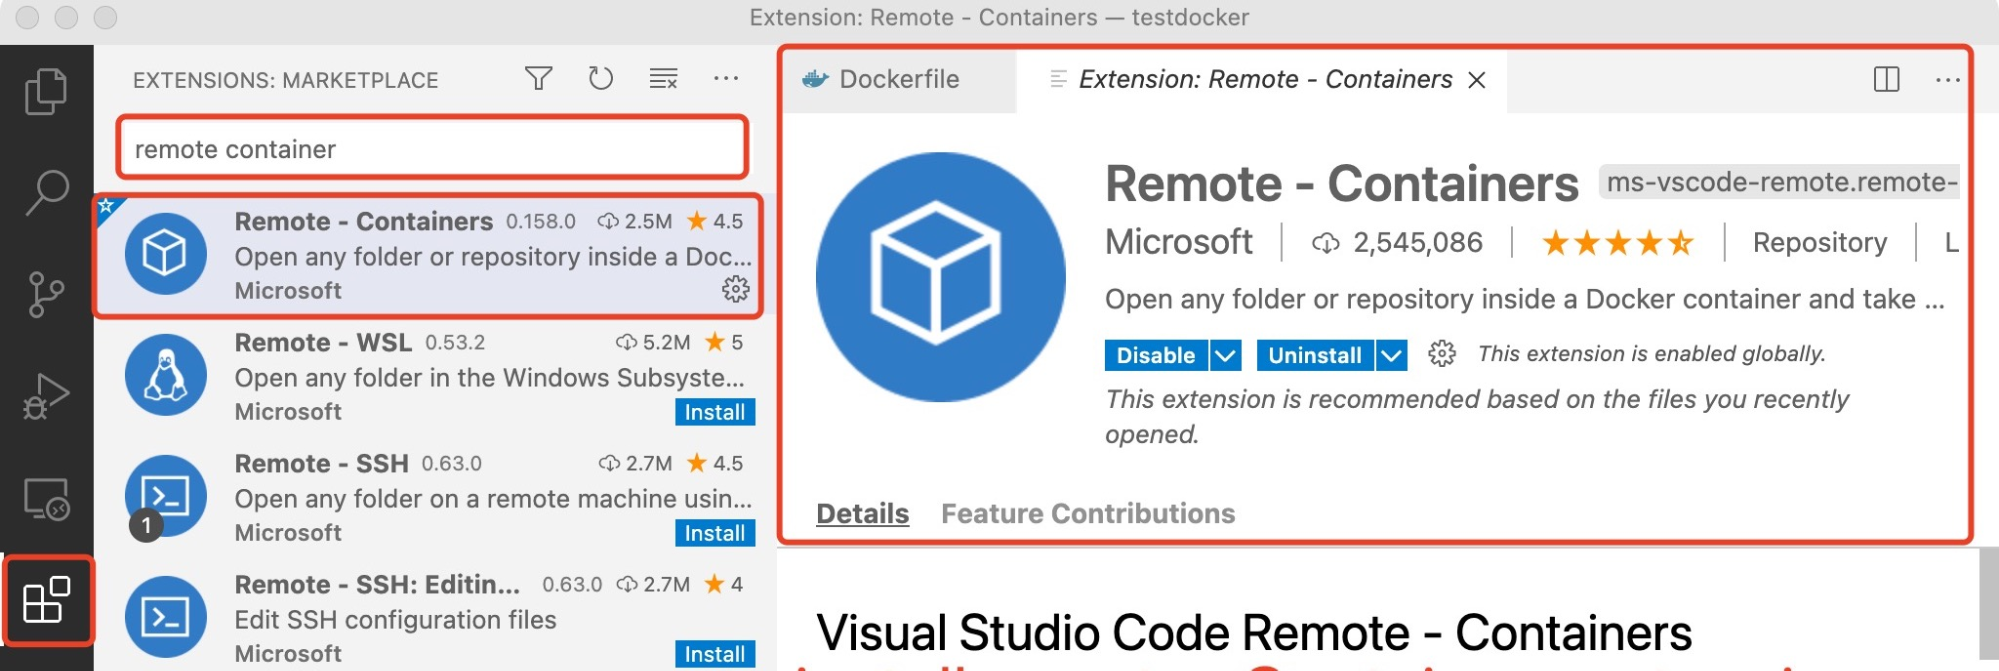 Extension: Remote - Containers — testdocker
EXTENSIONS: MARKETPLACE
remote container
Remote - Containers 0.158.0 2.5M 4.5
Open any folder or repository inside a Doc...
Microsoft
Remote - WSL 0.53.2 5.2M 5
Open any folder in the Windows Subsyste...
Microsoft
Install
Remote - SSH 0.63.0 2.7M 4.5
Open any folder on a remote machine usin...
1
Microsoft
Install
Remote - SSH: Editin... 0.63.0 2.7M 4
Edit SSH configuration files
Microsoft
Install
Dockerfile
Extension: Remote - Containers
Remote - Containers ms-vscode-remote.remote-
Microsoft 2,545,086 Repository L
Open any folder or repository inside a Docker container and take ...
Disable Uninstall This extension is enabled globally.
This extension is recommended based on the files you recently
opened.
Details Feature Contributions
Visual Studio Code Remote - Containers